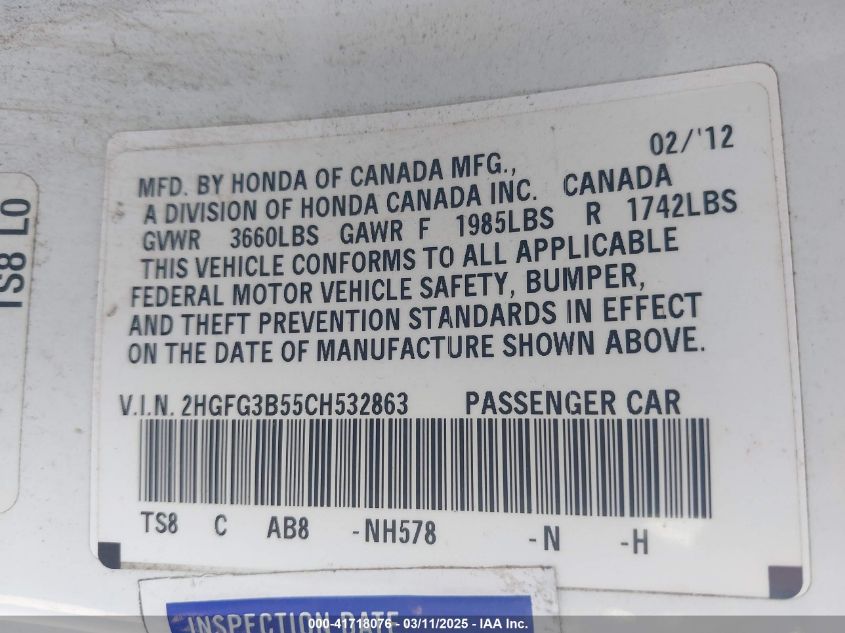 02/'12
MFD. BY HONDA OF CANADA MFG.,
A DIVISION OF HONDA CANADA INC. CANADA
GVWR 3660LBS GAWR F 1985LBS R 1742LBS
THIS VEHICLE CONFORMS TO ALL APPLICABLE
FEDERAL MOTOR VEHICLE SAFETY, BUMPER,
AND THEFT PREVENTION STANDARDS IN EFFECT
ON THE DATE OF MANUFACTURE SHOWN ABOVE.
V.I.N. 2HGFG3B55CH532863 PASSENGER CAR
TS8 C AB8 -NH578 -N -H
TS8 L0
INSPECTION DATE
000-41718076 - 03/11/2025 - IAA Inc.